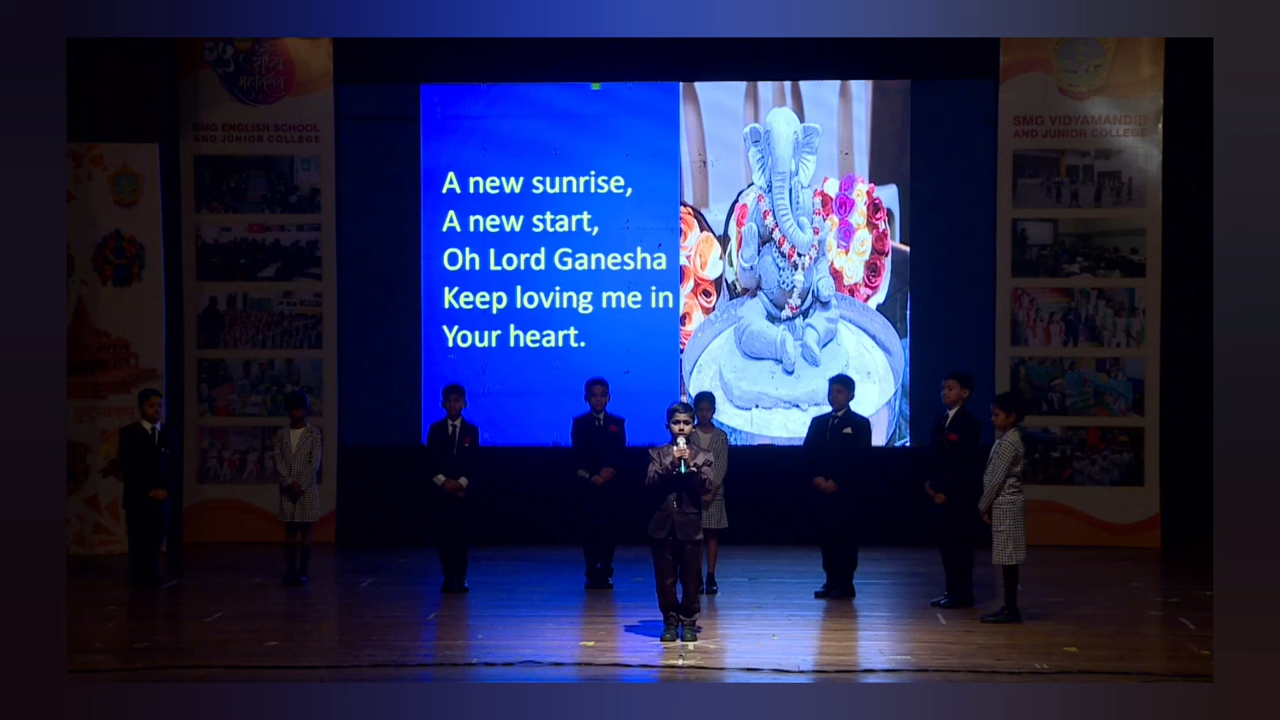 SMG ENGLISH SCHOOL
AND JUNIOR COLLEGE
A new sunrise,
A new start,
Oh Lord Ganesha
Keep loving me in
Your heart.
SMG VIDYAMANDIR
AND JUNIOR COLLEGE